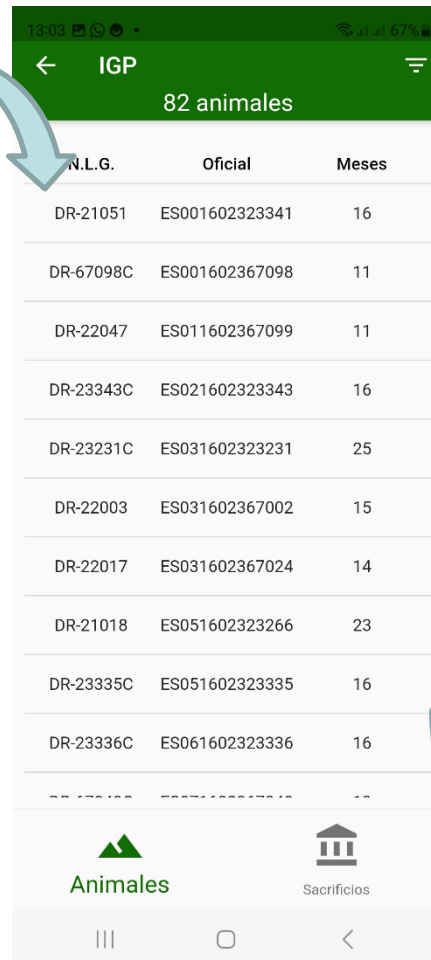 13:03 67%
IGP
82 animales
N.L.G. Oficial Meses
DR-21051 ES001602323341 16
DR-67098C ES001602367098 11
DR-22047 ES011602367099 11
DR-23343C ES021602323343 16
DR-23231C ES031602323231 25
DR-22003 ES031602367002 15
DR-22017 ES031602367024 14
DR-21018 ES051602323266 23
DR-23335C ES051602323335 16
DR-23336C ES061602323336 16
Animales Sacrificios